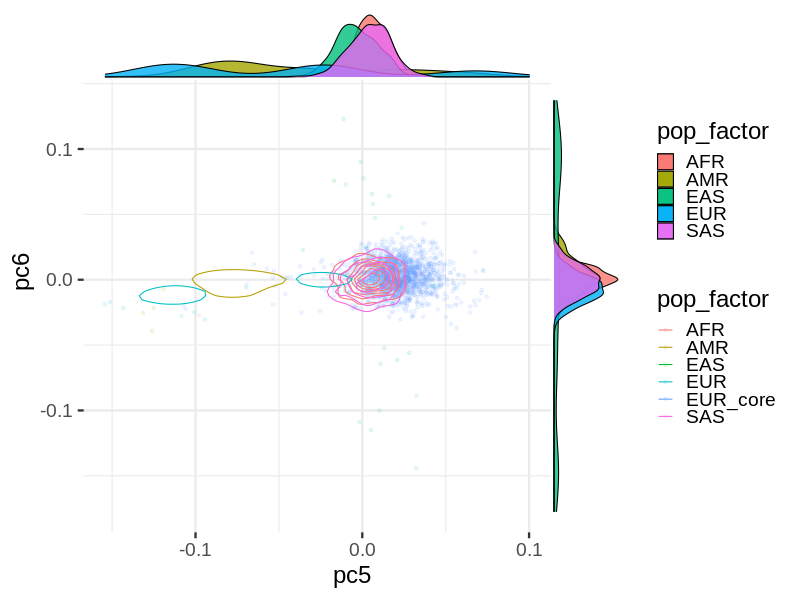 pop_factor
AFR
AMR
EAS
EUR
SAS
0.1
0.0
-0.1
pc6
-0.1
0.0
0.1
pc5
pop_factor
AFR
AMR
EAS
EUR
EUR_core
SAS